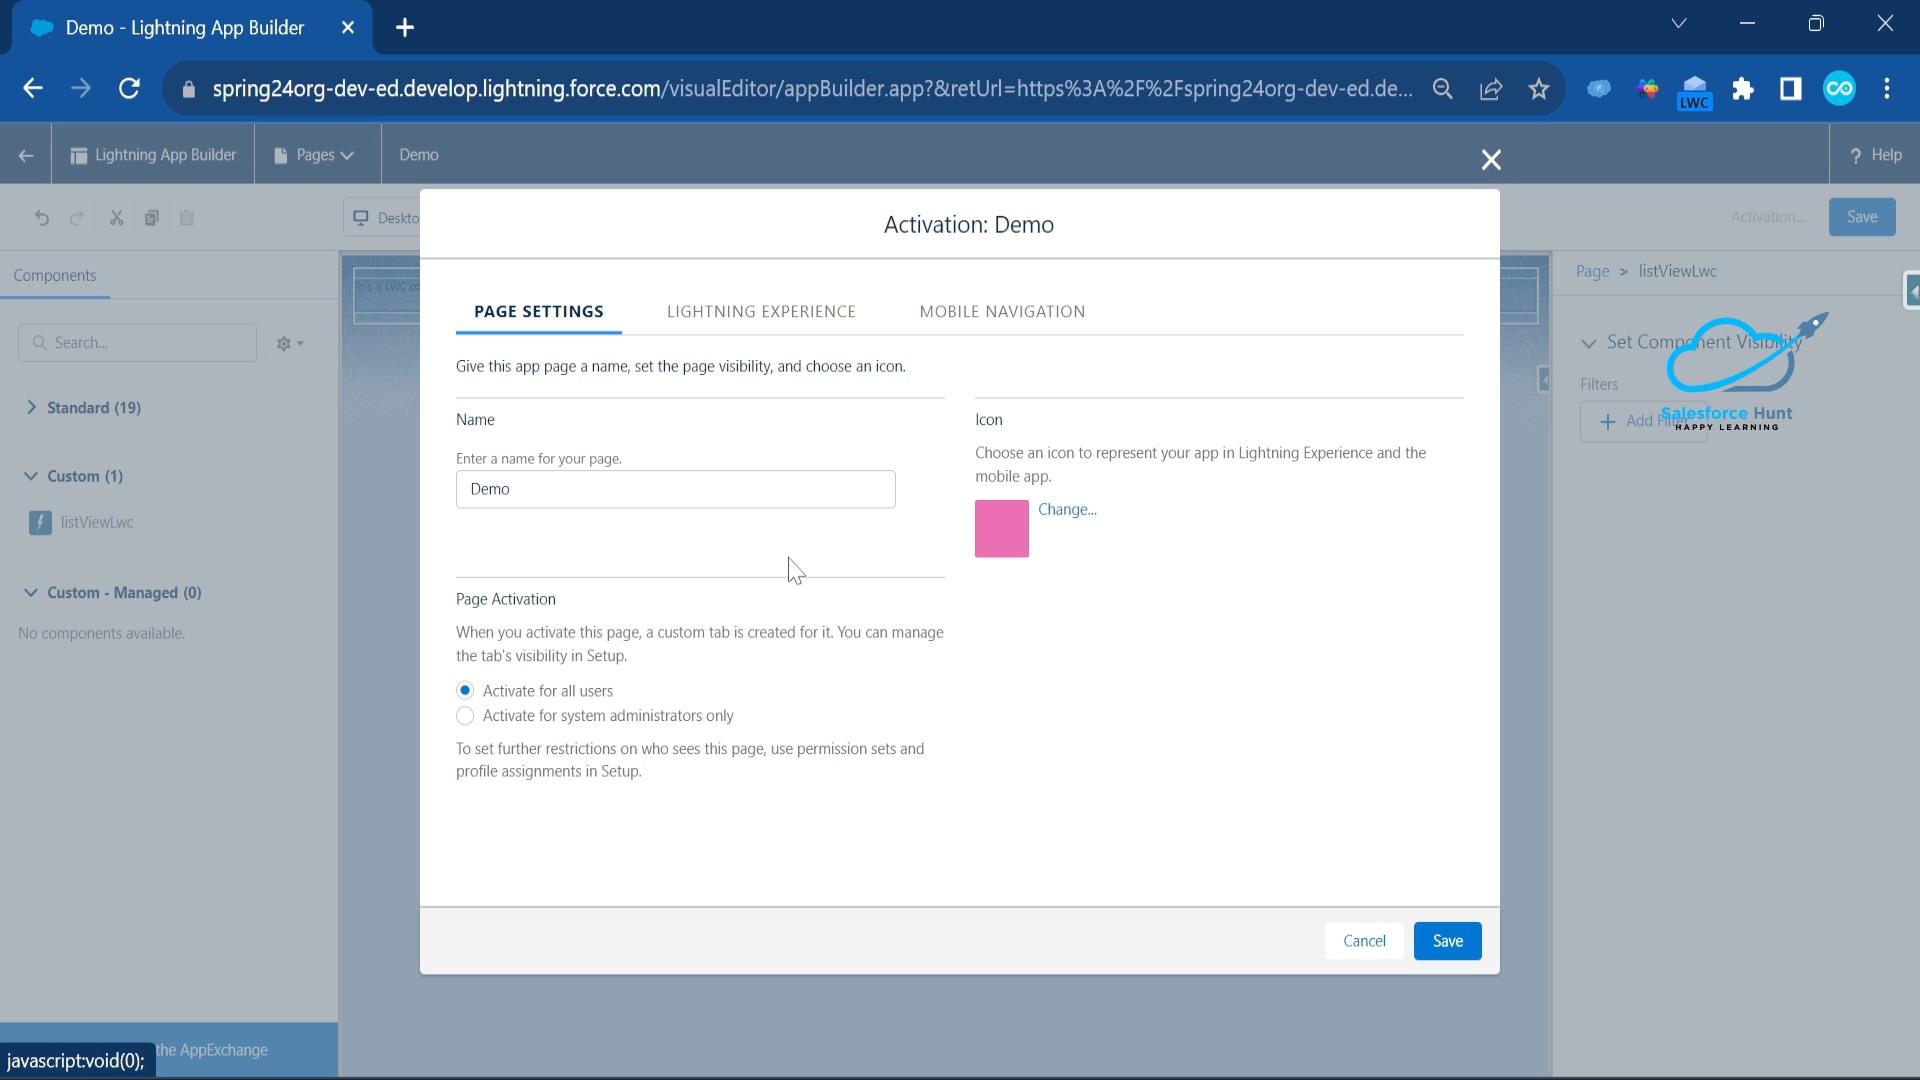 Demo - Lightning App Builder
spring24org-dev-ed.develop.lightning.force.com/visualEditor/appBuilder.app?&retUrl=https%3A%2F%2Fspring24org-dev-ed.de...
LWC
Lightning App Builder
Pages
Demo
? Help
Deskto
Activation...
Save
Components
Search...
Standard (19)
Custom (1)
listViewLwc
Custom - Managed (0)
No components available.
the AppExchange
javascript:void(0);
This is LWC co
Activation: Demo
PAGE SETTINGS
LIGHTNING EXPERIENCE
MOBILE NAVIGATION
Give this app page a name, set the page visibility, and choose an icon.
Name
Enter a name for your page.
Demo
Icon
Choose an icon to represent your app in Lightning Experience and the
mobile app.
Change...
Page Activation
When you activate this page, a custom tab is created for it. You can manage
the tab's visibility in Setup.
Activate for all users
Activate for system administrators only
To set further restrictions on who sees this page, use permission sets and
profile assignments in Setup.
Cancel
Save
Page > listViewLwc
Set Component Visibility
Filters
Add Filter
Salesforce Hunt
HAPPY LEARNING